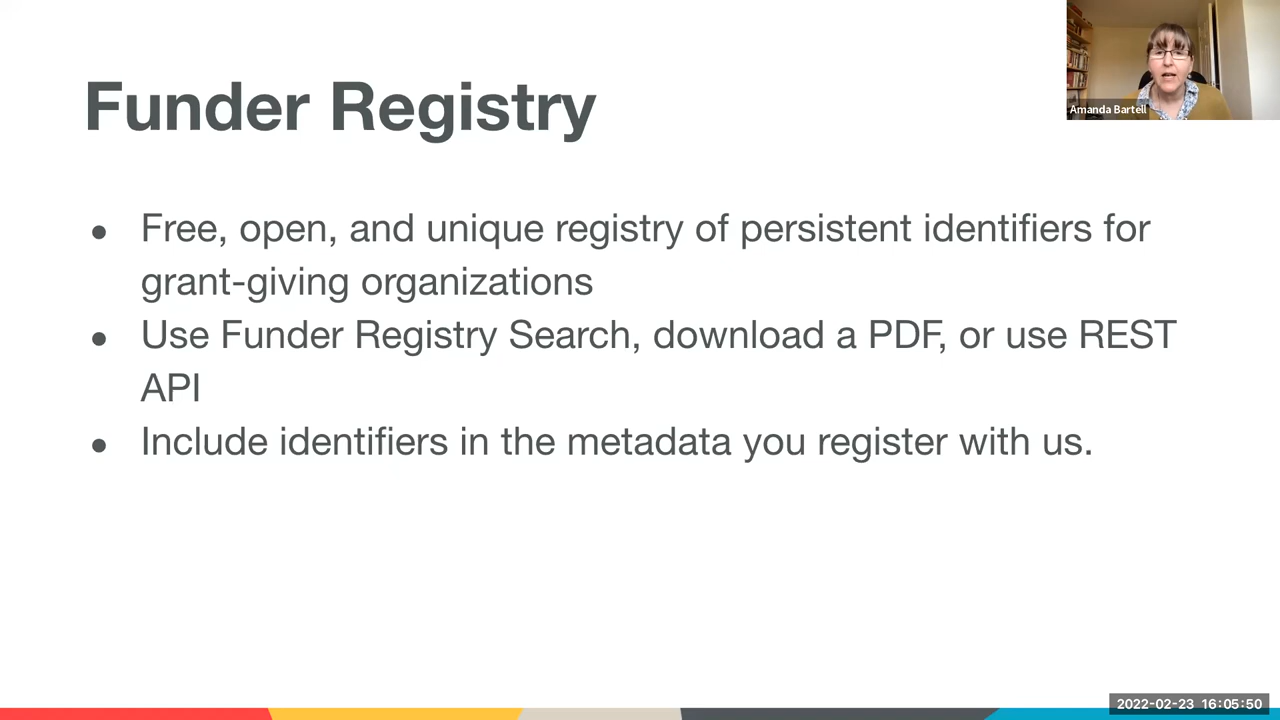 Funder Registry
Amanda Bartell
● Free, open, and unique registry of persistent identifiers for
grant-giving organizations
● Use Funder Registry Search, download a PDF, or use REST
API
● Include identifiers in the metadata you register with us.
2022-02-23 16:05:50